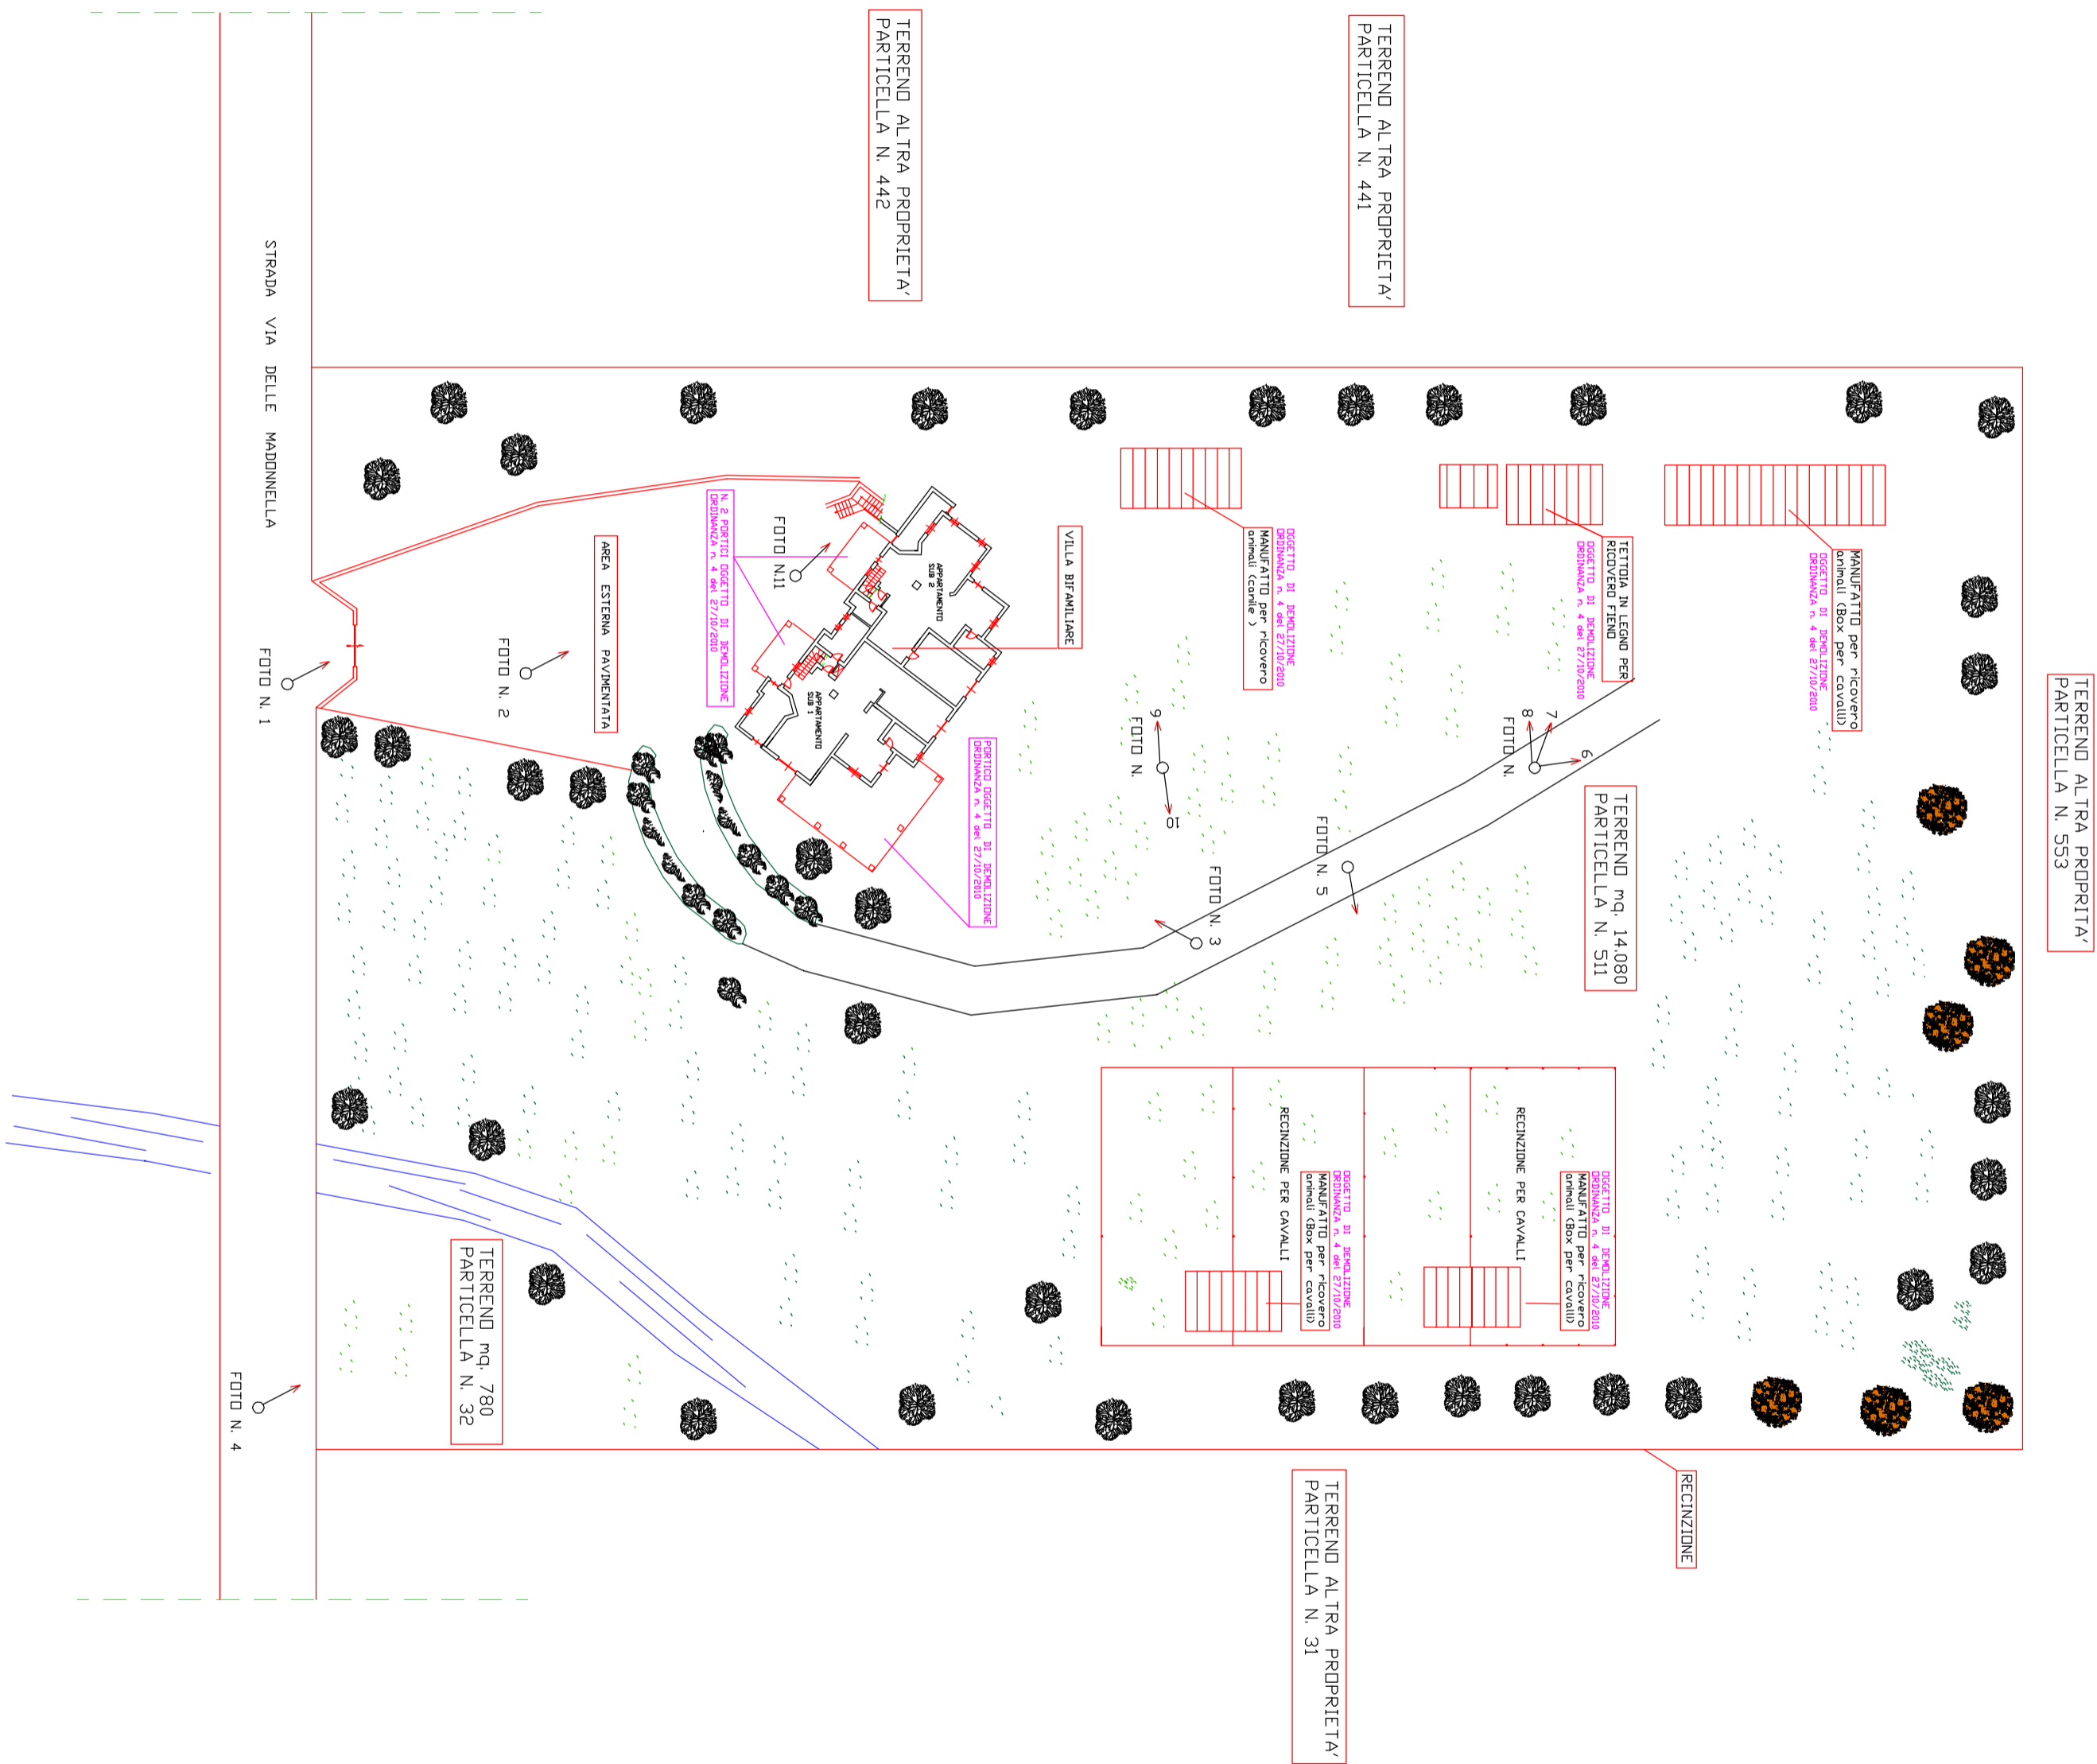 TERRENO ALTRA PROPRITA'
PARTICELLA N. 553
TERRENO ALTRA PROPRIETA'
PARTICELLA N. 441
TERRENO ALTRA PROPRIETA'
PARTICELLA N. 442
MANUFATTO per ricovero
animali (Box per cavalli)
OGGETTO DI DEMOLIZIONE
ORDINANZA n. 4 del 27/10/2010
TETTOIA IN LEGNO PER
RICOVERO FIENO
OGGETTO DI DEMOLIZIONE
ORDINANZA n. 4 del 27/10/2010
OGGETTO DI DEMOLIZIONE
ORDINANZA n. 4 del 27/10/2010
MANUFATTO per ricovero
animali (canile )
VILLA BIFAMILIARE
APPARTAMENTO
SUB 2
APPARTAMENTO
SUB 1
FOTO N.11
N. 2 PORTICI OGGETTO DI DEMOLIZIONE
ORDINANZA n. 4 del 27/10/2010
AREA ESTERNA PAVIMENTATA
PORTICO OGGETTO DI DEMOLIZIONE
ORDINANZA n. 4 del 27/10/2010
TERRENO mq. 14.080
PARTICELLA N. 511
6
7
8
FOTO N.
9
10
FOTO N.
FOTO N. 5
FOTO N. 3
FOTO N. 2
FOTO N. 1
STRADA VIA DELLE MADONNELLA
OGGETTO DI DEMOLIZIONE
ORDINANZA n. 4 del 27/10/2010
MANUFATTO per ricovero
animali (Box per cavalli)
RECINZIONE PER CAVALLI
OGGETTO DI DEMOLIZIONE
ORDINANZA n. 4 del 27/10/2010
MANUFATTO per ricovero
animali (Box per cavalli)
RECINZIONE PER CAVALLI
TERRENO mq. 780
PARTICELLA N. 32
FOTO N. 4
RECINZIONE
TERRENO ALTRA PROPRIETA'
PARTICELLA N. 31